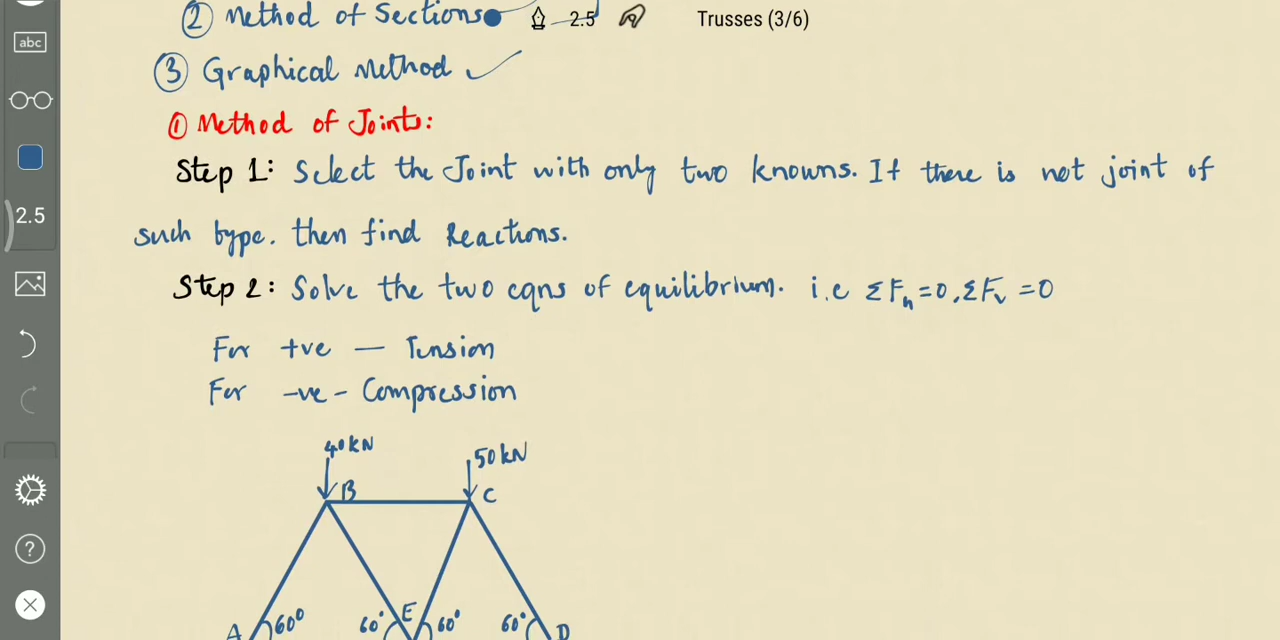 ② Method of Sections
2.5
Trusses (3/6)
abc
③ Graphical Method
① Method of Joints:
Step 1: Select the Joint with only two knowns. If there is not joint of
2.5
such type. then find Reactions.
Step 2: Solve the two eqns of equilibrium. i.e ΣFh=0, ΣFv=0
For +ve — Tension
For -ve - Compression
40kN
50kN
B
C
A 60° 60° E 60° 60° D
?